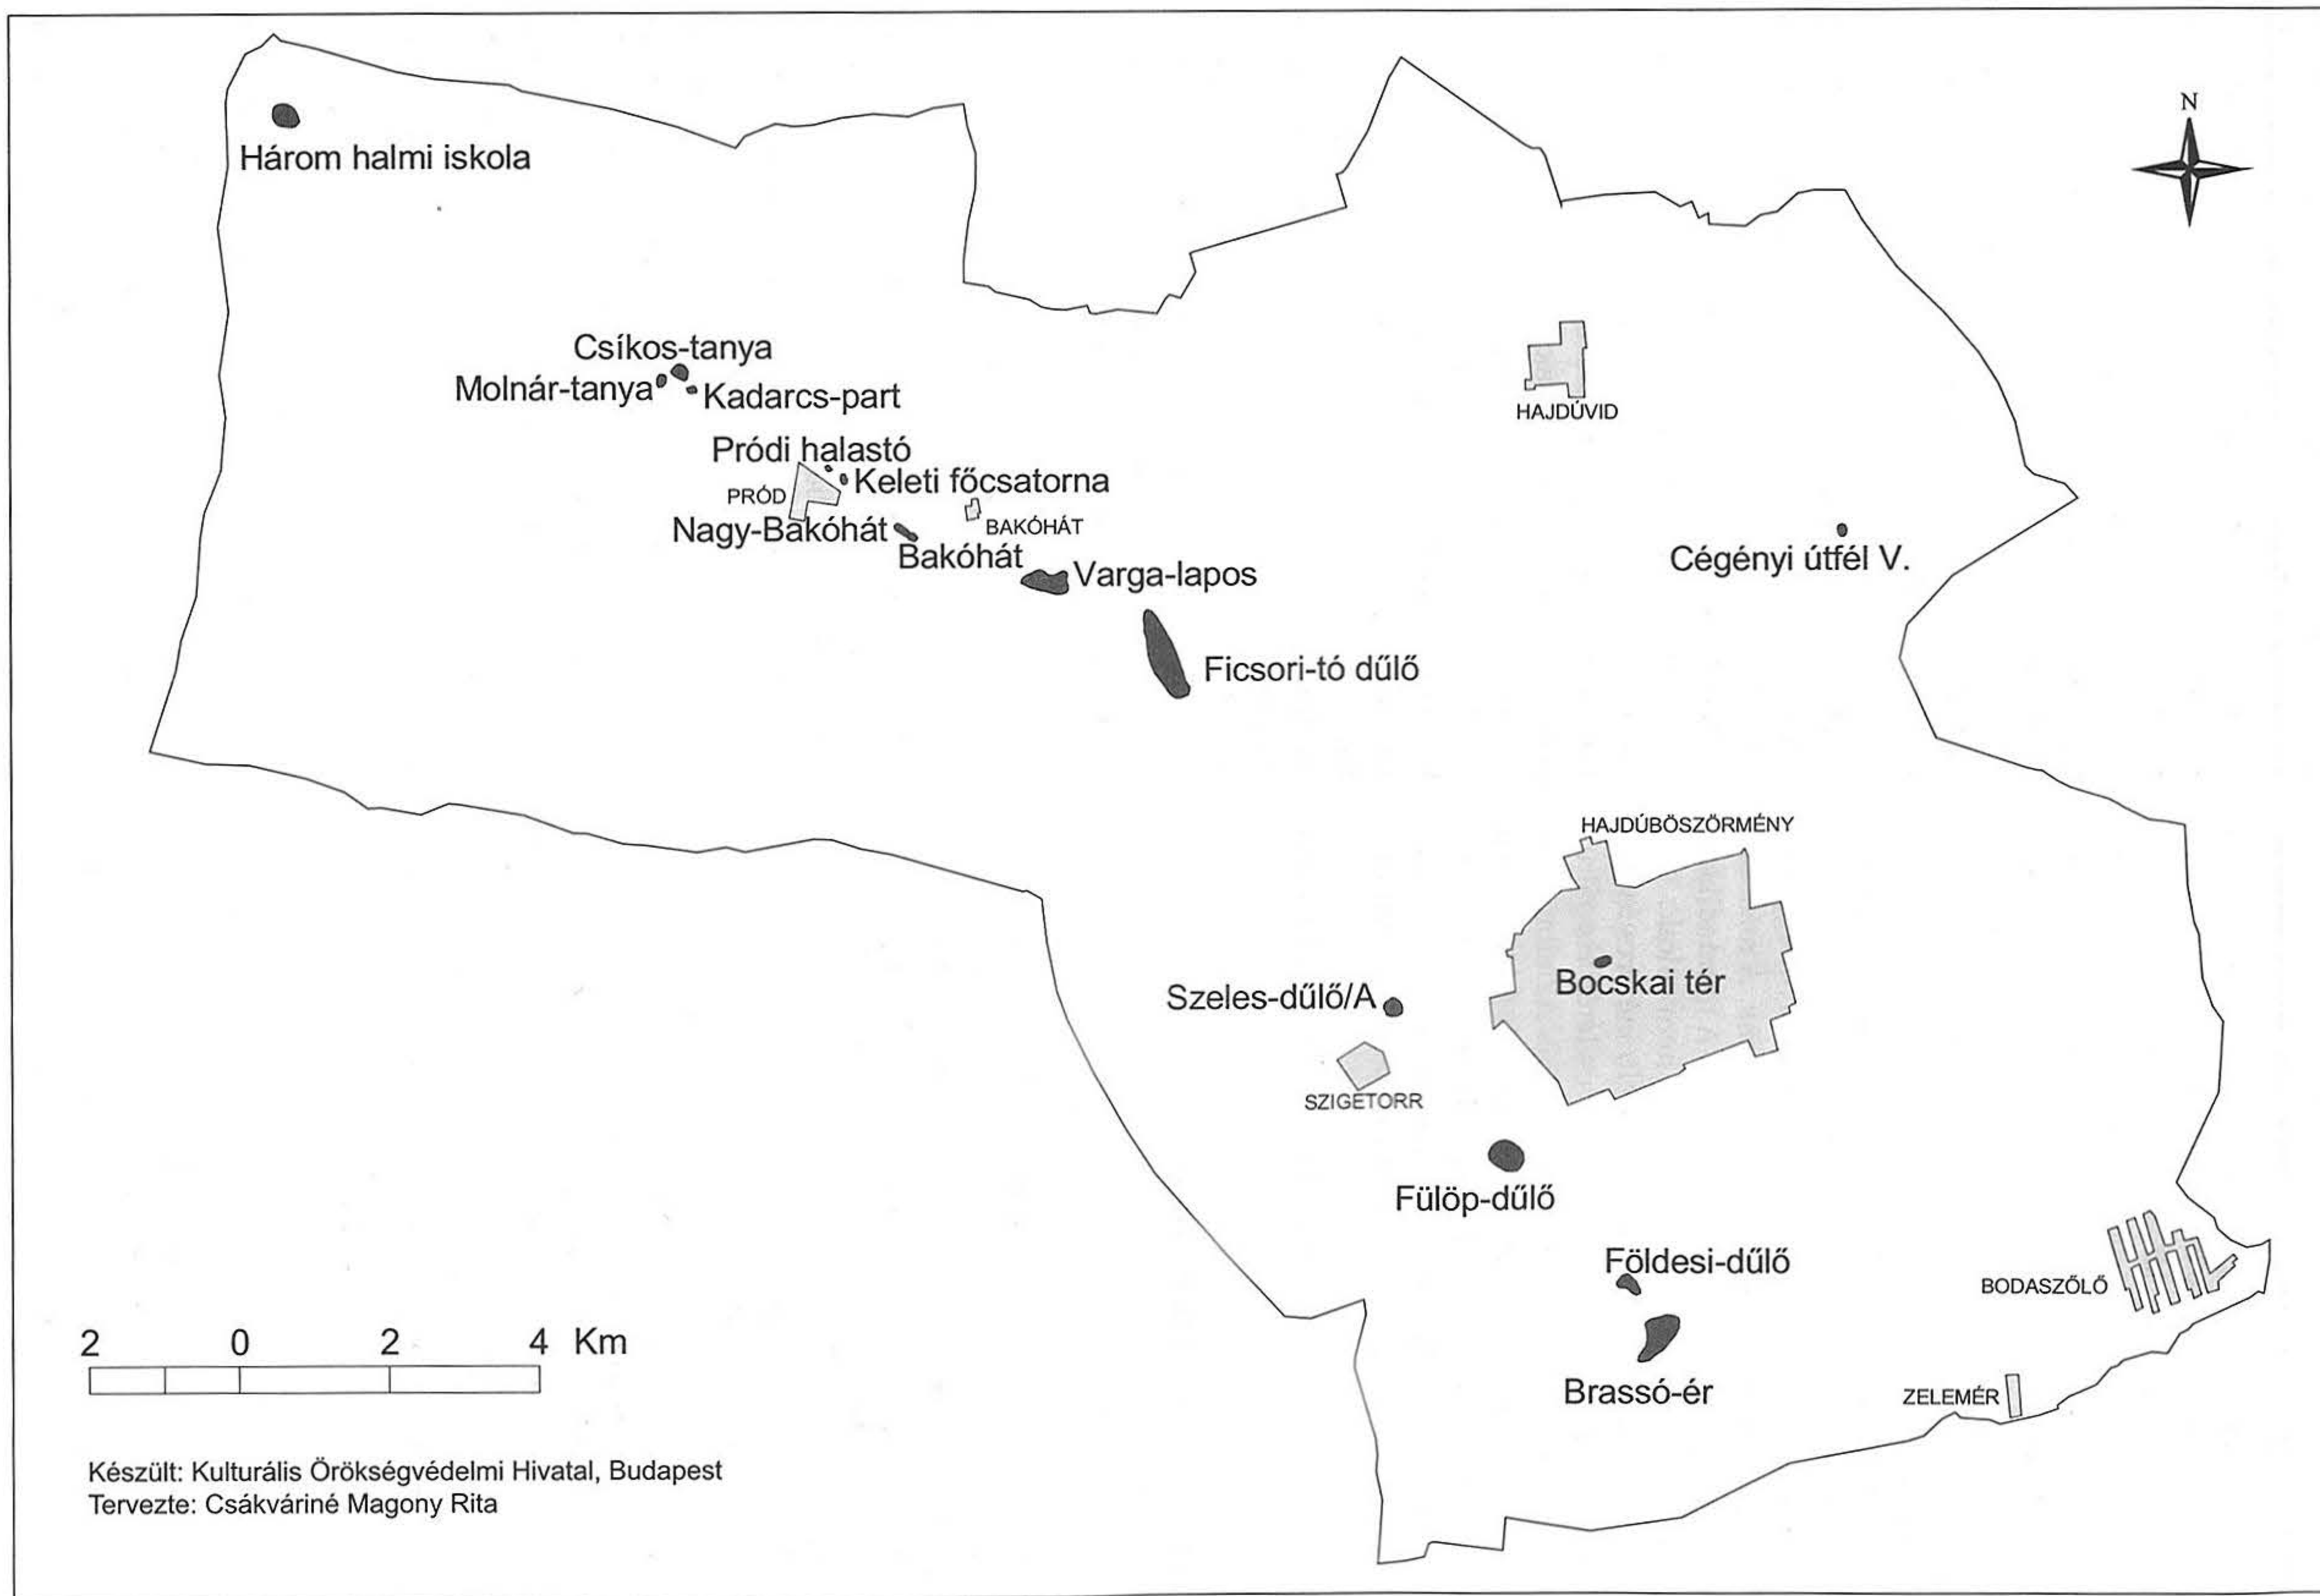 N
Három halmi iskola
Csíkos-tanya
Molnár-tanya
Kadarcs-part
HAJDÚVID
Pródi halastó
Keleti főcsatorna
PRÓD
Nagy-Bakóhát
BAKÓHÁT
Bakóhát
Varga-lapos
Cégényi útfél V.
Ficsori-tó dűlő
HAJDÚBÖSZÖRMÉNY
Bocskai tér
Szeles-dűlő/A
SZIGETORR
Fülöp-dűlő
Földesi-dűlő
BODASZŐLŐ
Brassó-ér
ZELEMÉR
2 0 2 4 Km
Készült: Kulturális Örökségvédelmi Hivatal, Budapest
Tervezte: Csákváriné Magony Rita